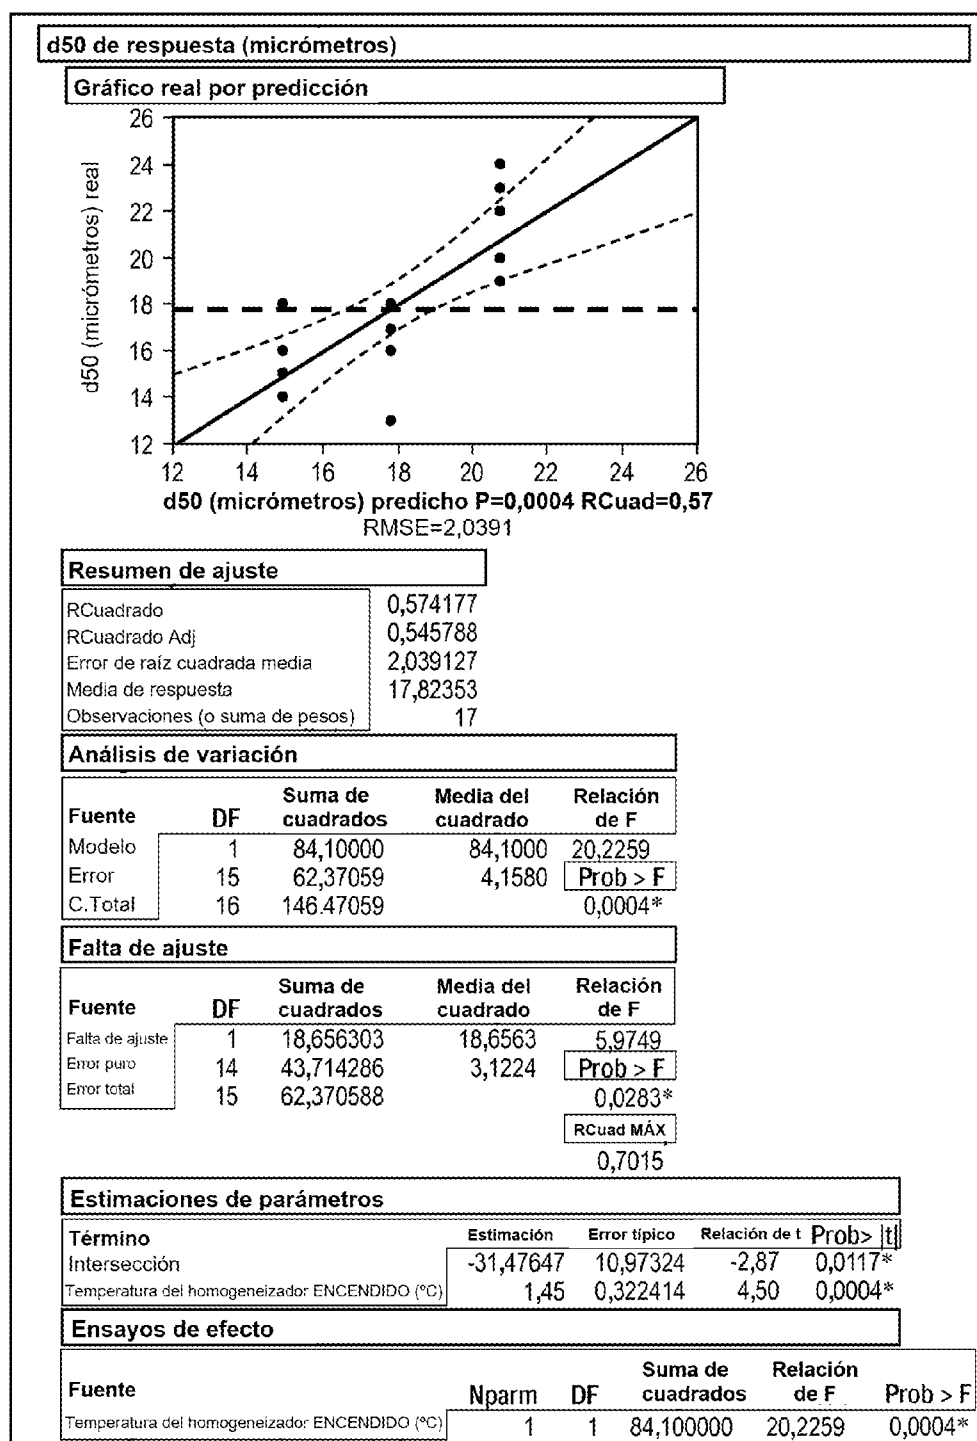 d50 de respuesta (micrómetros)
Gráfico real por predicción
d50 (micrómetros) real
26
24
22
20
18
16
14
12
12 14 16 18 20 22 24 26
d50 (micrómetros) predicho P=0,0004 RCuad=0,57
RMSE=2,0391
Resumen de ajuste
RCuadrado 0,574177
RCuadrado Adj 0,545788
Error de raíz cuadrada media 2,039127
Media de respuesta 17,82353
Observaciones (o suma de pesos) 17
Análisis de variación
Fuente DF Suma de cuadrados Media del cuadrado Relación de F
Modelo 1 84,10000 84,1000 20,2259
Error 15 62,37059 4,1580 Prob > F
C.Total 16 146.47059 0,0004*
Falta de ajuste
Fuente DF Suma de cuadrados Media del cuadrado Relación de F
Falta de ajuste 1 18,656303 18,6563 5,9749
Error puro 14 43,714286 3,1224 Prob > F
Error total 15 62,370588 0,0283*
RCuad MÁX
0,7015
Estimaciones de parámetros
Término Estimación Error típico Relación de t Prob> |t|
Intersección -31,47647 10,97324 -2,87 0,0117*
Temperatura del homogeneizador ENCENDIDO (ºC) 1,45 0,322414 4,50 0,0004*
Ensayos de efecto
Fuente Nparm DF Suma de cuadrados Relación de F Prob > F
Temperatura del homogeneizador ENCENDIDO (ºC) 1 1 84,100000 20,2259 0,0004*